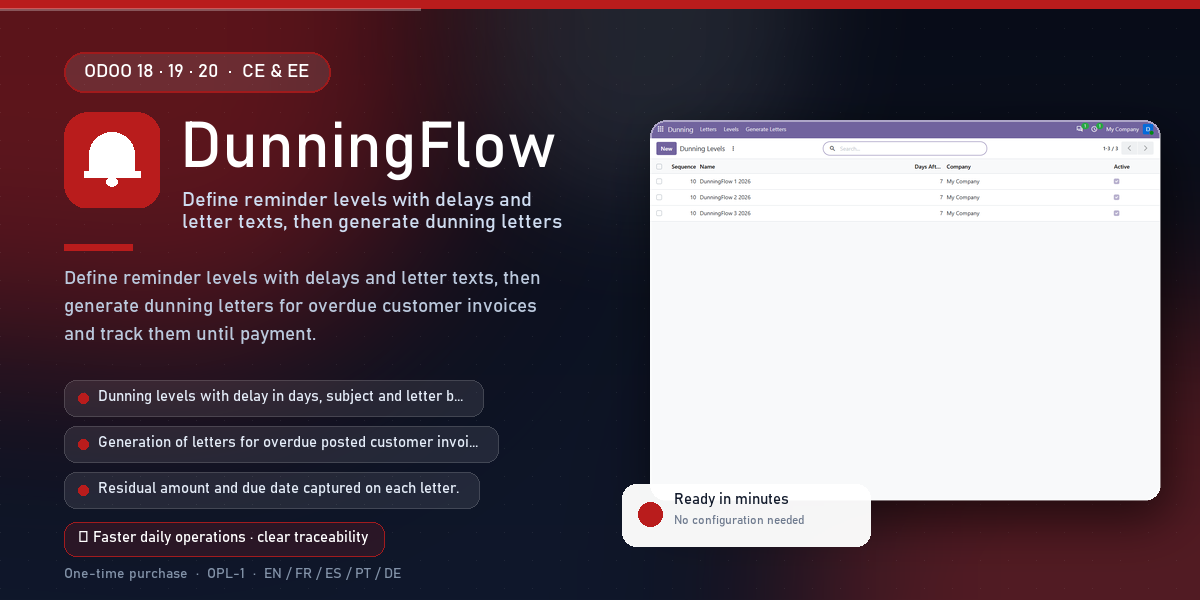 ODOO 18 · 19 · 20 · CE & EE
DunningFlow
Define reminder levels with delays and
letter texts, then generate dunning letters
Define reminder levels with delays and letter texts, then
generate dunning letters for overdue customer invoices
and track them until payment.
Dunning levels with delay in days, subject and letter b...
Generation of letters for overdue posted customer invoi...
Residual amount and due date captured on each letter.
Faster daily operations · clear traceability
One-time purchase · OPL-1 · EN / FR / ES / PT / DE
Dunning Letters Levels Generate Letters My Company D
New Dunning Levels Search... 1-3 / 3
Sequence Name Days Aft... Company Active
10 DunningFlow 1 2026 7 My Company
10 DunningFlow 2 2026 7 My Company
10 DunningFlow 3 2026 7 My Company
Ready in minutes
No configuration needed